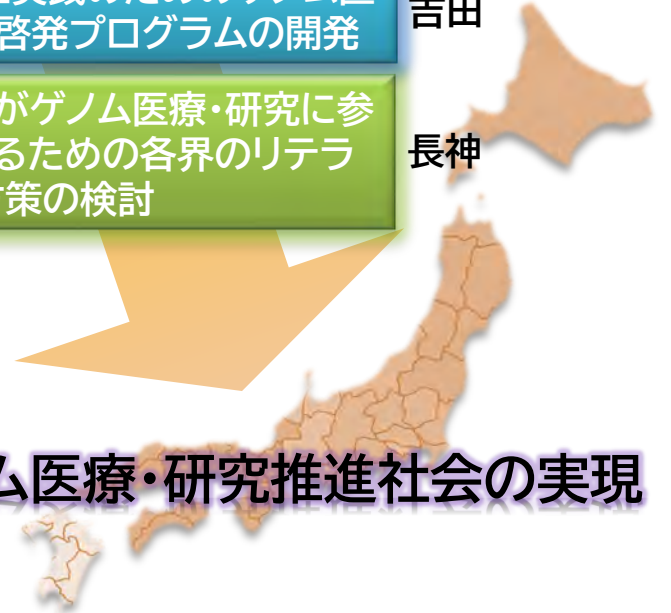 啓発プログラムの開発
吉田
がゲノム医療・研究に参
るための各界のリテラ
策の検討
長神
ム医療・研究推進社会の実現